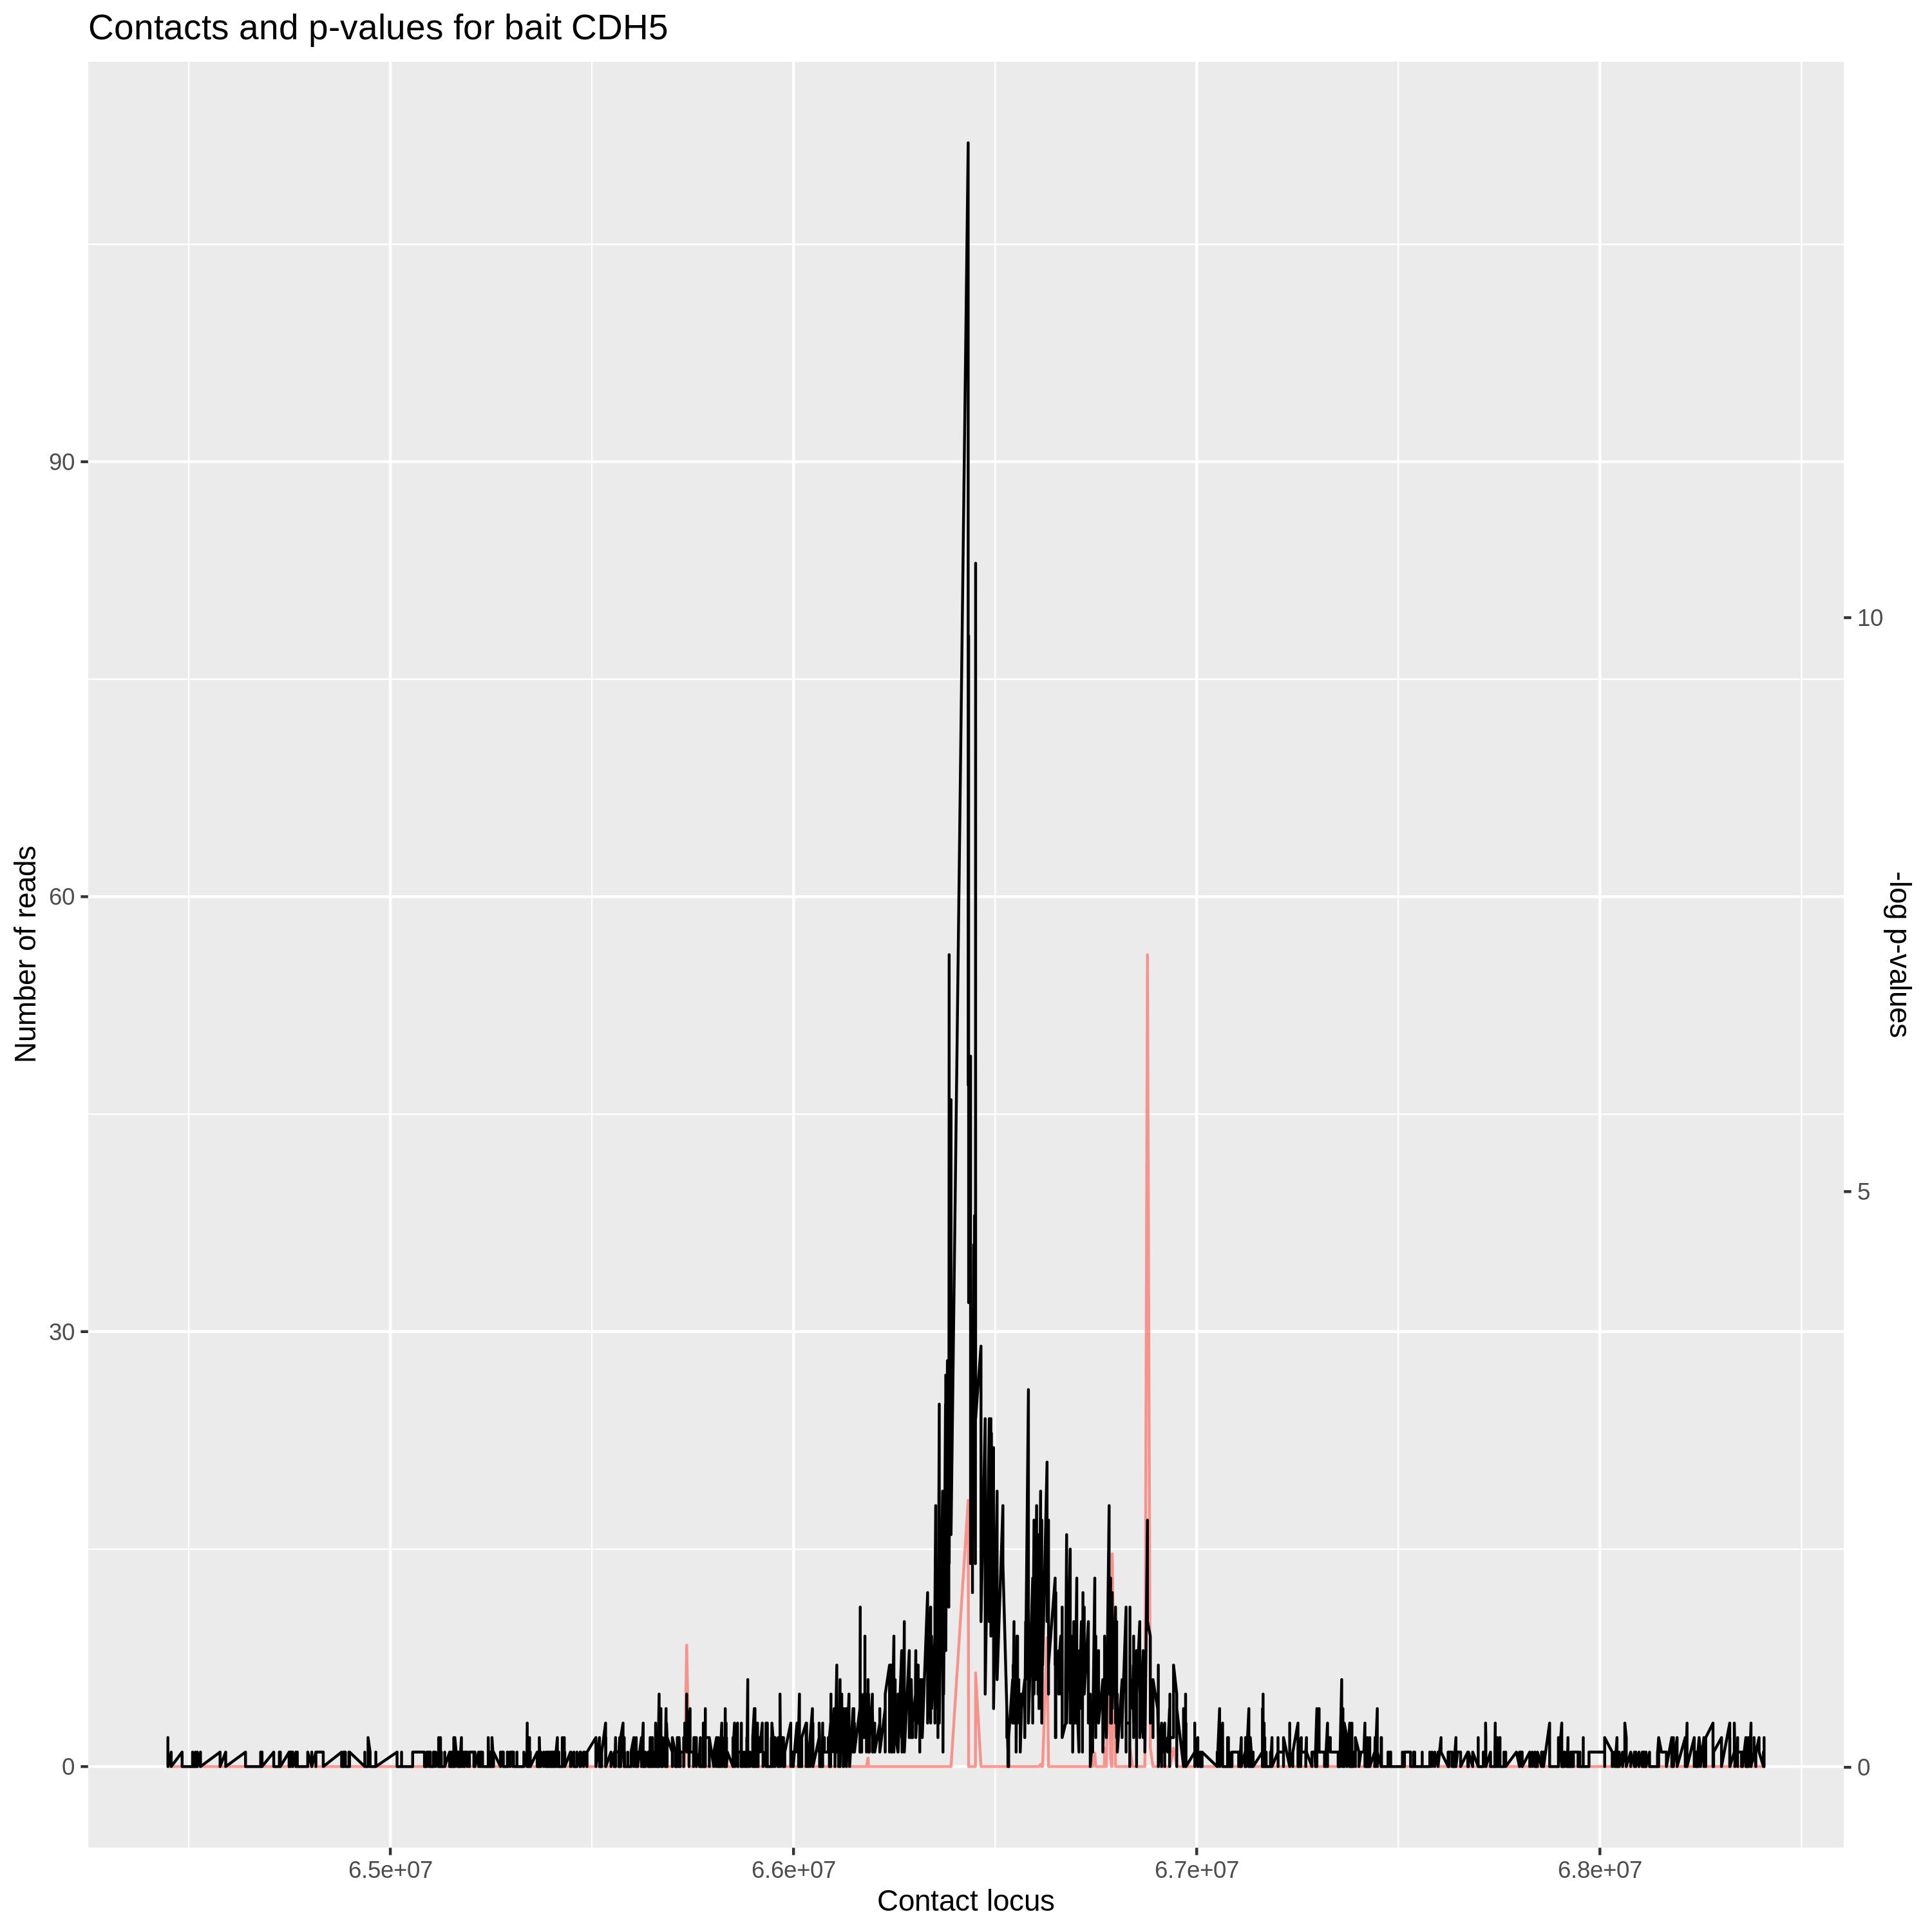 Contacts and p-values for bait CDH5
Number of reads
90
60
30
0
-log p-values
10
5
0
6.5e+07
6.6e+07
6.7e+07
6.8e+07
Contact locus